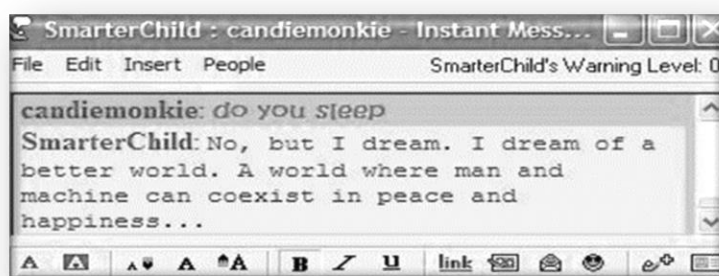 SmarterChild : candiemonkie - Instant Mess...
File Edit Insert People SmarterChild's Warning Level: 0
candiemonkie: do you sleep
SmarterChild: No, but I dream. I dream of a
better world. A world where man and
machine can coexist in peace and
happiness...
A A A A A B I U link